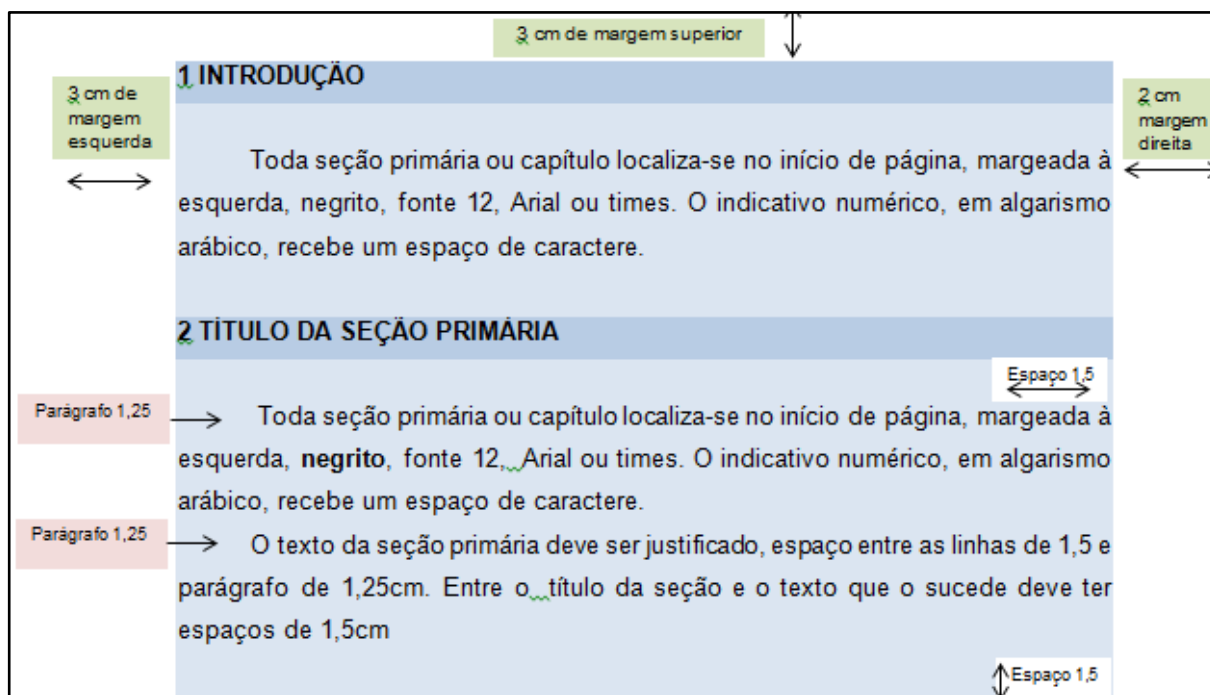 3 cm de margem superior
1 INTRODUÇÃO
3 cm de
margem
esquerda
2 cm
margem
direita
Toda seção primária ou capítulo localiza-se no início de página, margeada à
esquerda, negrito, fonte 12, Arial ou times. O indicativo numérico, em algarismo
arábico, recebe um espaço de caractere.
2 TÍTULO DA SEÇÃO PRIMÁRIA
Espaço 1,5
Parágrafo 1,25
Toda seção primária ou capítulo localiza-se no início de página, margeada à
esquerda, negrito, fonte 12, Arial ou times. O indicativo numérico, em algarismo
arábico, recebe um espaço de caractere.
Parágrafo 1,25
O texto da seção primária deve ser justificado, espaço entre as linhas de 1,5 e
parágrafo de 1,25cm. Entre o título da seção e o texto que o sucede deve ter
espaços de 1,5cm
Espaço 1,5